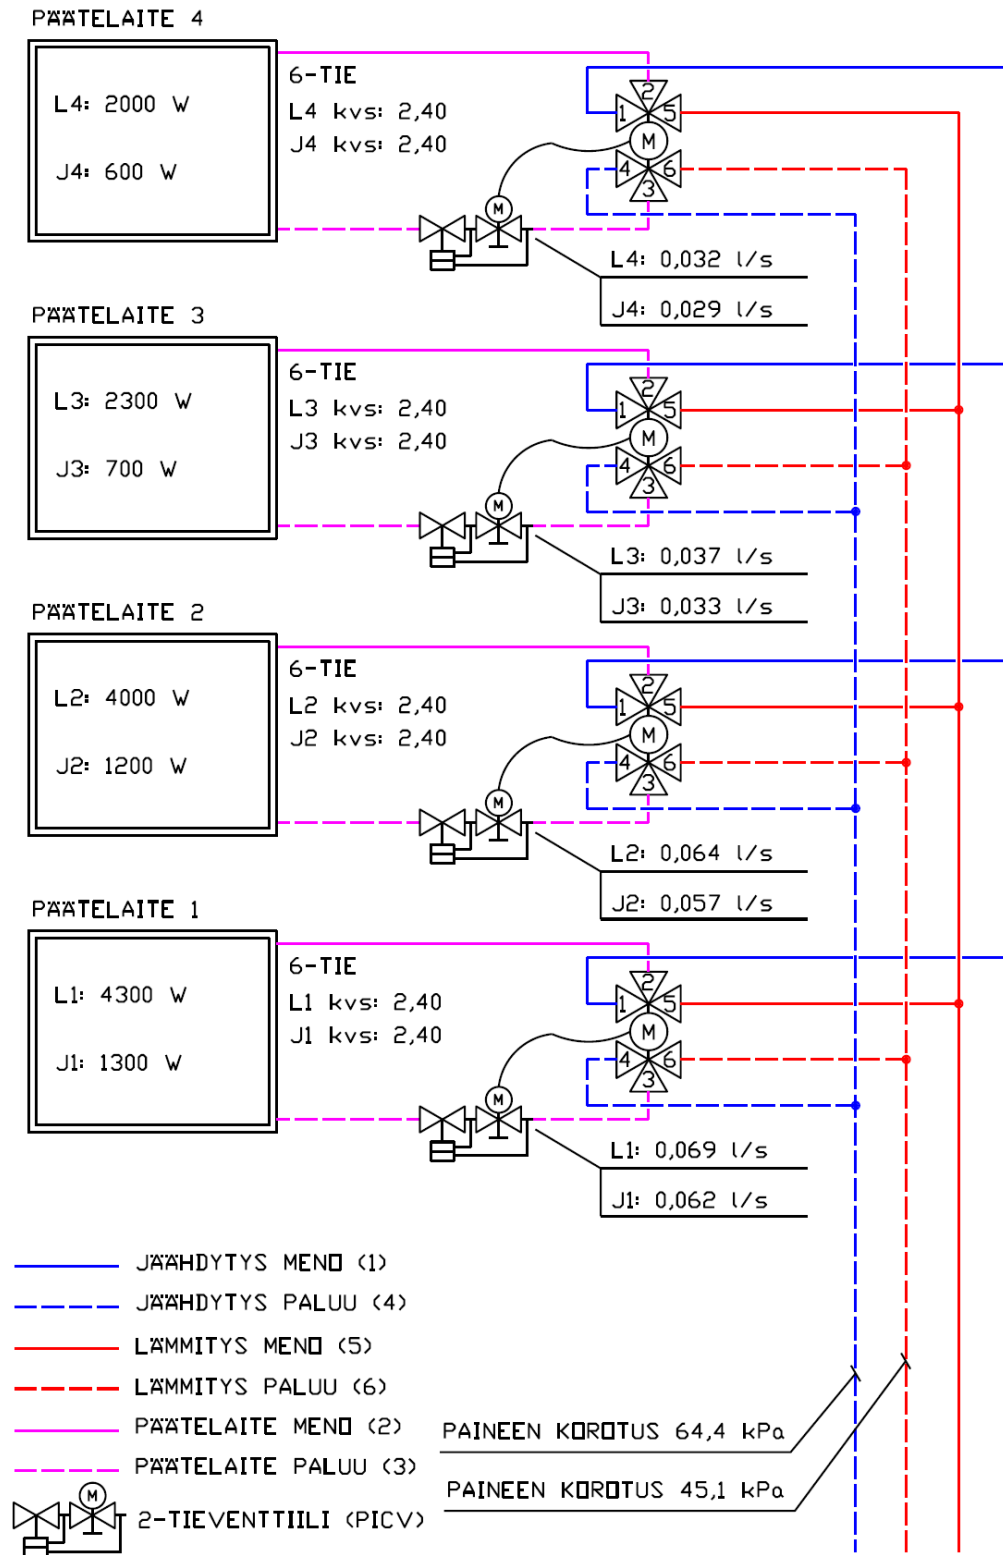 PÄÄTELAITE 4
L4: 2000 W
J4: 600 W
6-TIE
L4 kvs: 2,40
J4 kvs: 2,40
2
1 5
M
4 6
3
M
L4: 0,032 l/s
J4: 0,029 l/s
PÄÄTELAITE 3
L3: 2300 W
J3: 700 W
6-TIE
L3 kvs: 2,40
J3 kvs: 2,40
2
1 5
M
4 6
3
M
L3: 0,037 l/s
J3: 0,033 l/s
PÄÄTELAITE 2
L2: 4000 W
J2: 1200 W
6-TIE
L2 kvs: 2,40
J2 kvs: 2,40
2
1 5
M
4 6
3
M
L2: 0,064 l/s
J2: 0,057 l/s
PÄÄTELAITE 1
L1: 4300 W
J1: 1300 W
6-TIE
L1 kvs: 2,40
J1 kvs: 2,40
2
1 5
M
4 6
3
M
L1: 0,069 l/s
J1: 0,062 l/s
JÄÄHDYTYS MENO (1)
JÄÄHDYTYS PALUU (4)
LÄMMITYS MENO (5)
LÄMMITYS PALUU (6)
PÄÄTELAITE MENO (2)
PÄÄTELAITE PALUU (3)
M
2-TIEVENTTIILI (PICV)
PAINEEN KOROTUS 64,4 kPa
PAINEEN KOROTUS 45,1 kPa